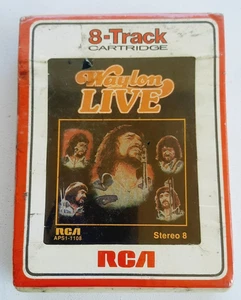 8-Track
CARTRIDGE
Waylon
LIVE
RCA
APS1-1108
Stereo 8
RCA